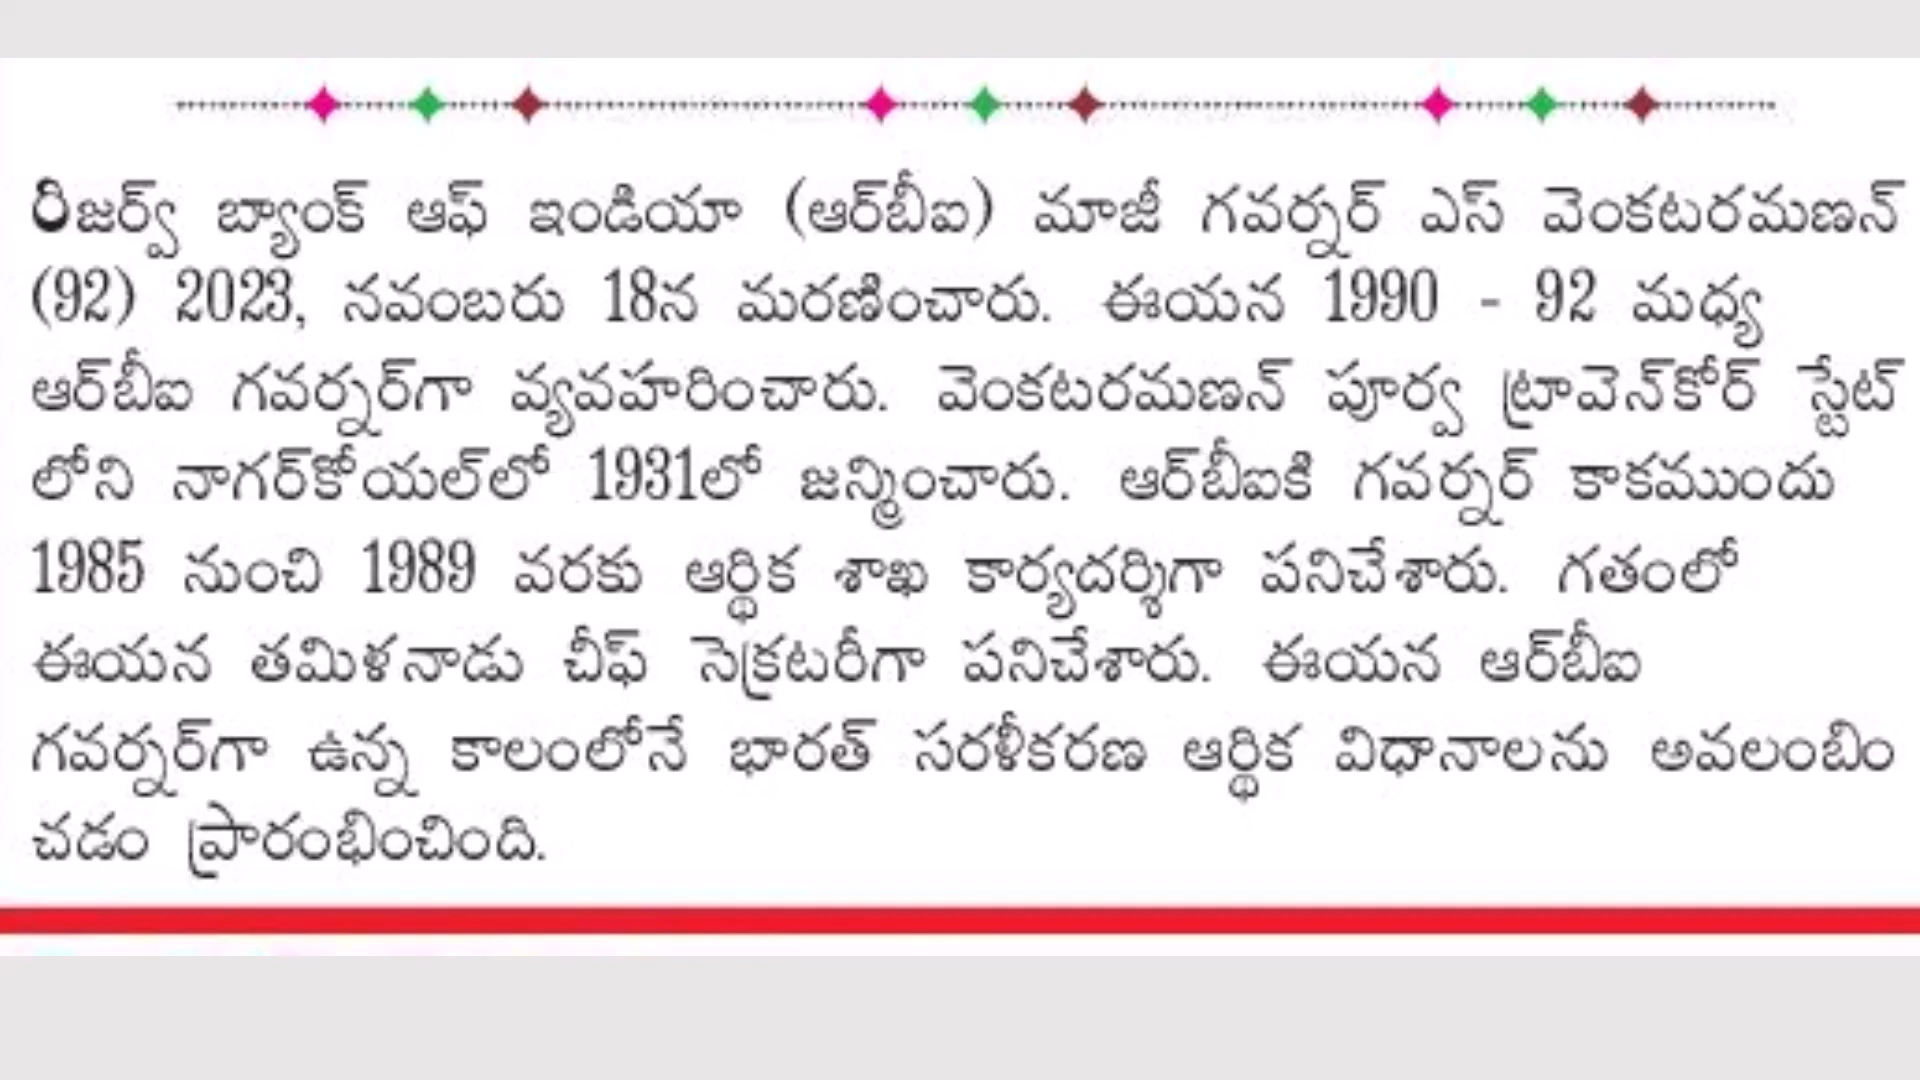 రిజర్వ్ బ్యాంక్ ఆఫ్ ఇండియా (ఆర్‌బీఐ) మాజీ గవర్నర్ ఎస్ వెంకటరమణన్
(92) 2023, నవంబరు 18న మరణించారు. ఈయన 1990 - 92 మధ్య
ఆర్‌బీఐ గవర్నర్‌గా వ్యవహరించారు. వెంకటరమణన్ పూర్వ ట్రావెన్‌కోర్ స్టేట్
లోని నాగర్‌కోయల్‌లో 1931లో జన్మించారు. ఆర్‌బీఐకి గవర్నర్ కాకముందు
1985 నుంచి 1989 వరకు ఆర్థిక శాఖ కార్యదర్శిగా పనిచేశారు. గతంలో
ఈయన తమిళనాడు చీఫ్ సెక్రటరీగా పనిచేశారు. ఈయన ఆర్‌బీఐ
గవర్నర్‌గా ఉన్న కాలంలోనే భారత్ సరళీకరణ ఆర్థిక విధానాలను అవలంబిం
చడం ప్రారంభించింది.